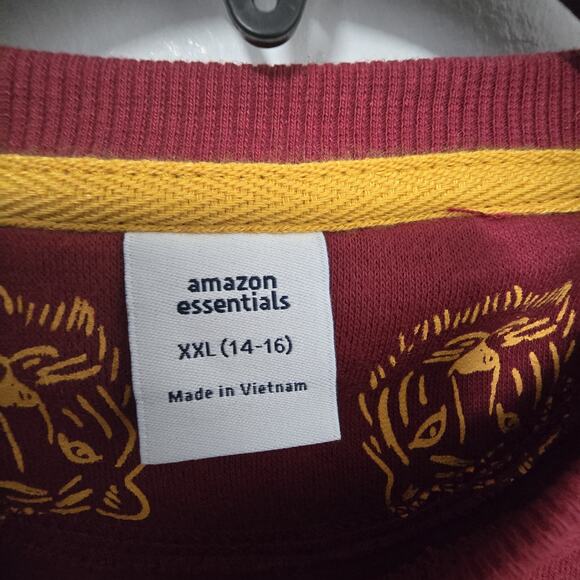 amazon
essentials
XXL (14-16)
Made in Vietnam